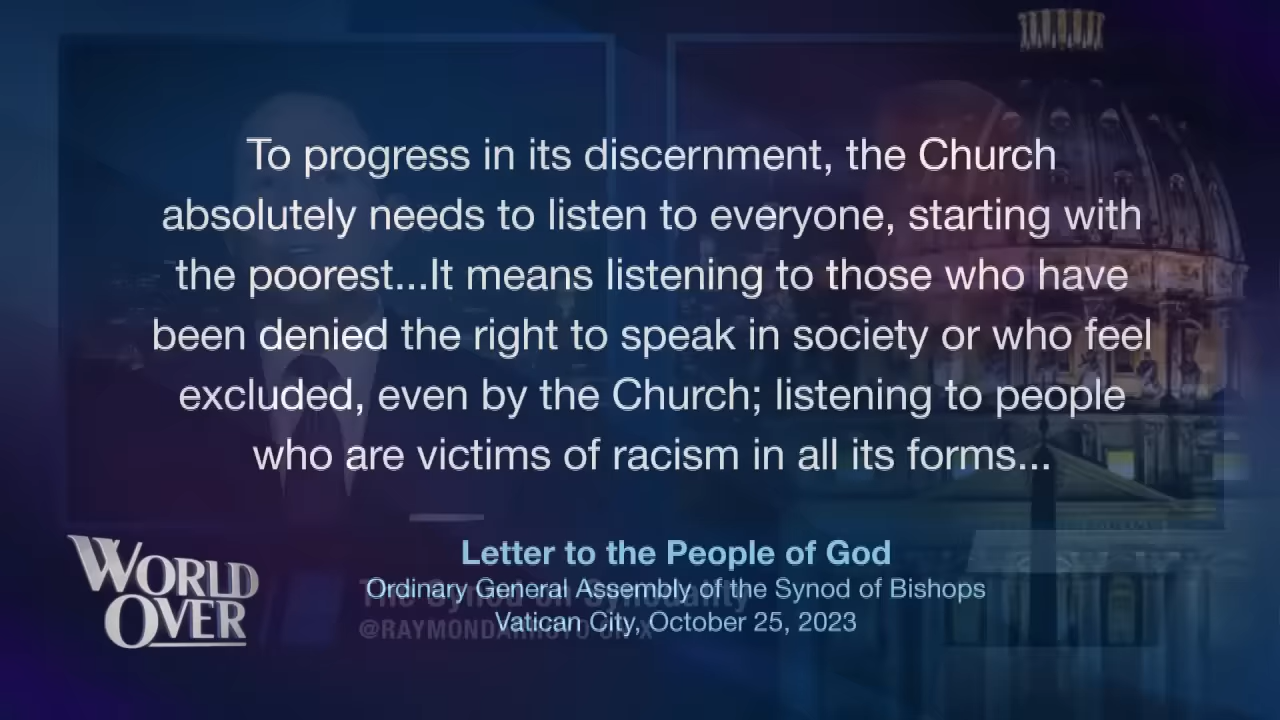 To progress in its discernment, the Church
absolutely needs to listen to everyone, starting with
the poorest...It means listening to those who have
been denied the right to speak in society or who feel
excluded, even by the Church; listening to people
who are victims of racism in all its forms...
Letter to the People of God
Ordinary General Assembly of the Synod of Bishops
Vatican City, October 25, 2023
WORLD
OVER
The Synod on Synodality
@RAYMONDARROYO ON X